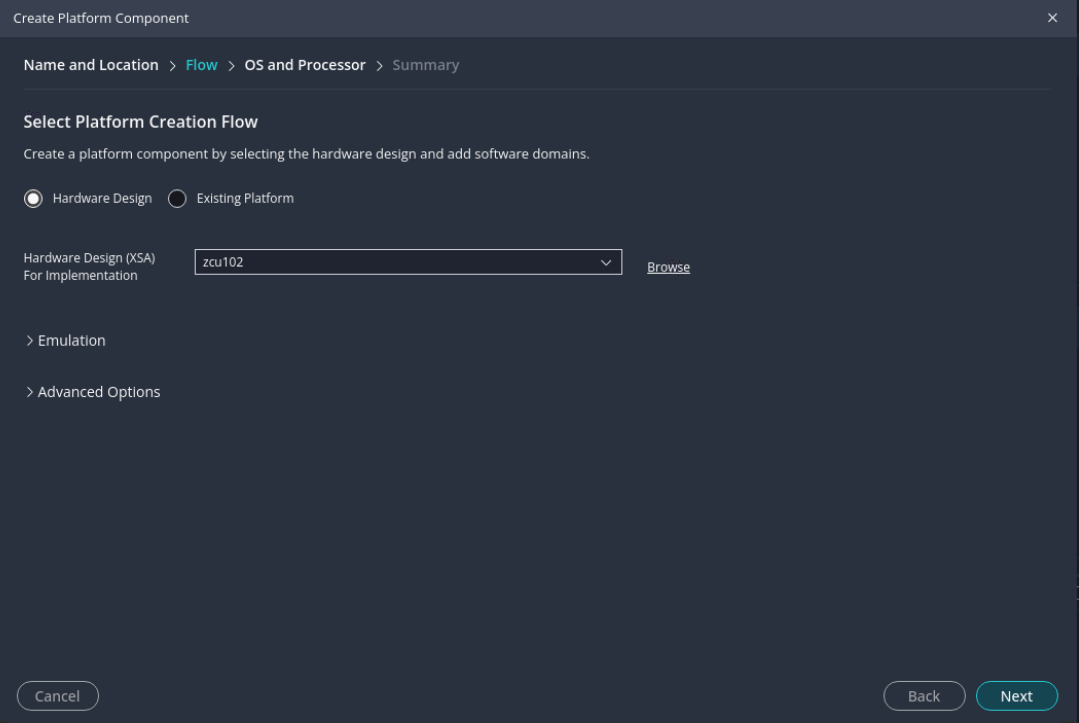 Create Platform Component
Name and Location > Flow > OS and Processor > Summary
Select Platform Creation Flow
Create a platform component by selecting the hardware design and add software domains.
Hardware Design Existing Platform
Hardware Design (XSA)
For Implementation
zcu102
Browse
Emulation
Advanced Options
Cancel Back Next